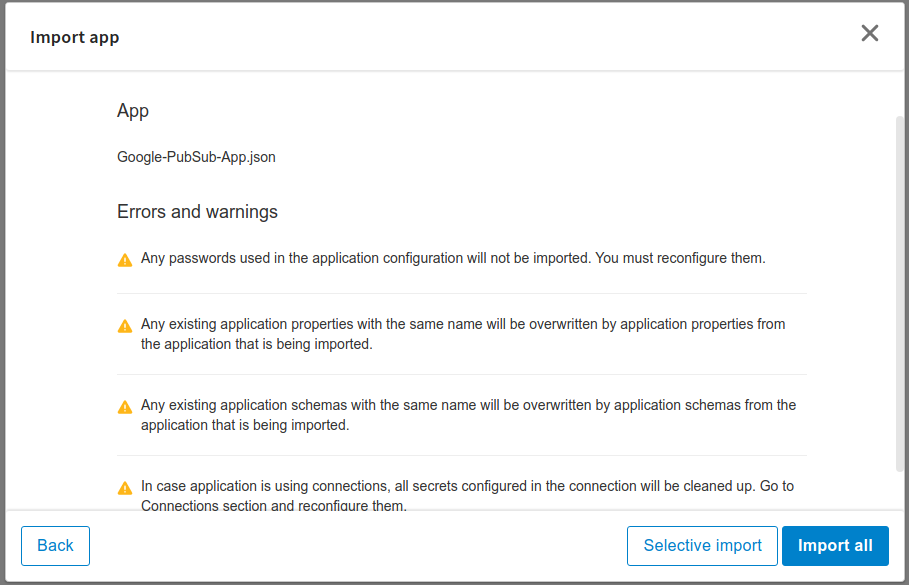 Import app
App
Google-PubSub-App.json
Errors and warnings
Any passwords used in the application configuration will not be imported. You must reconfigure them.
Any existing application properties with the same name will be overwritten by application properties from
the application that is being imported.
Any existing application schemas with the same name will be overwritten by application schemas from the
application that is being imported.
In case application is using connections, all secrets configured in the connection will be cleaned up. Go to
Connections section and reconfigure them.
Back
Selective import
Import all